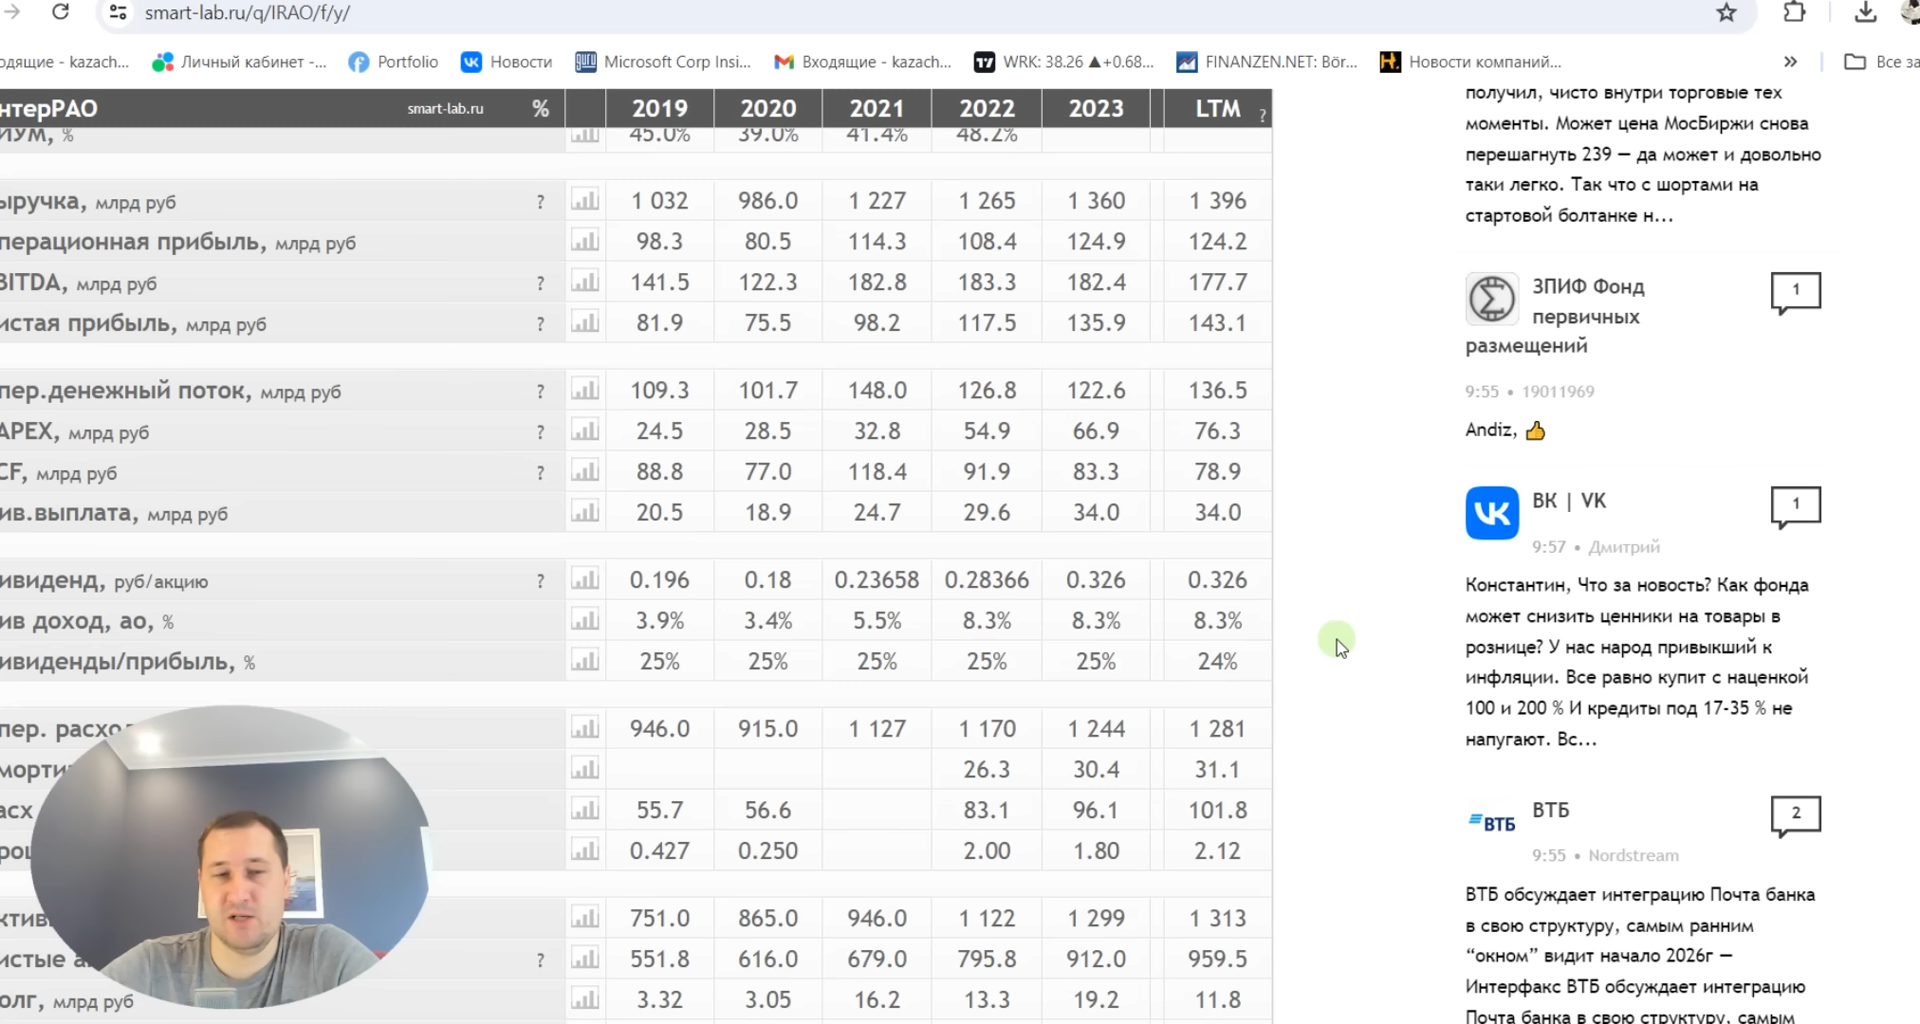 smart-lab.ru/q/IRAO/f/y/
одящие - kazach... Личный кабинет -... Portfolio Новости Microsoft Corp Insi... Входящие - kazach... WRK: 38.26 ▲+0.68... FINANZEN.NET: Bör... Новости компаний... » Все за
нтерРАО smart-lab.ru % 2019 2020 2021 2022 2023 LTM ?
ИУМ, % 45.0% 39.0% 41.4% 48.2%
ыручка, млрд руб ? 1 032 986.0 1 227 1 265 1 360 1 396
перационная прибыль, млрд руб 98.3 80.5 114.3 108.4 124.9 124.2
BITDA, млрд руб ? 141.5 122.3 182.8 183.3 182.4 177.7
истая прибыль, млрд руб ? 81.9 75.5 98.2 117.5 135.9 143.1
пер.денежный поток, млрд руб ? 109.3 101.7 148.0 126.8 122.6 136.5
APEX, млрд руб ? 24.5 28.5 32.8 54.9 66.9 76.3
CF, млрд руб ? 88.8 77.0 118.4 91.9 83.3 78.9
ив.выплата, млрд руб 20.5 18.9 24.7 29.6 34.0 34.0
ивиденд, руб/акцию ? 0.196 0.18 0.23658 0.28366 0.326 0.326
ив доход, ао, % 3.9% 3.4% 5.5% 8.3% 8.3% 8.3%
ивиденды/прибыль, % 25% 25% 25% 25% 25% 24%
пер. расхо 946.0 915.0 1 127 1 170 1 244 1 281
морти 26.3 30.4 31.1
асх 55.7 56.6 83.1 96.1 101.8
роц 0.427 0.250 2.00 1.80 2.12
ктив 751.0 865.0 946.0 1 122 1 299 1 313
истые а ? 551.8 616.0 679.0 795.8 912.0 959.5
олг, млрд руб 3.32 3.05 16.2 13.3 19.2 11.8
получил, чисто внутри торговые тех
моменты. Может цена МосБиржи снова
перешагнуть 239 — да может и довольно
таки легко. Так что с шортами на
стартовой болтанке н...
ЗПИФ Фонд 1
первичных
размещений
9:55 • 19011969
Andiz, 👍
ВК | VK 1
9:57 • Дмитрий
Константин, Что за новость? Как фонда
может снизить ценники на товары в
рознице? У нас народ привыкший к
инфляции. Все равно купит с наценкой
100 и 200 % И кредиты под 17-35 % не
напугают. Вс...
ВТБ ВТБ 2
9:55 • Nordstream
ВТБ обсуждает интеграцию Почта банка
в свою структуру, самым ранним
“окном” видит начало 2026г —
Интерфакс ВТБ обсуждает интеграцию
Почта банка в свою структуру, самым